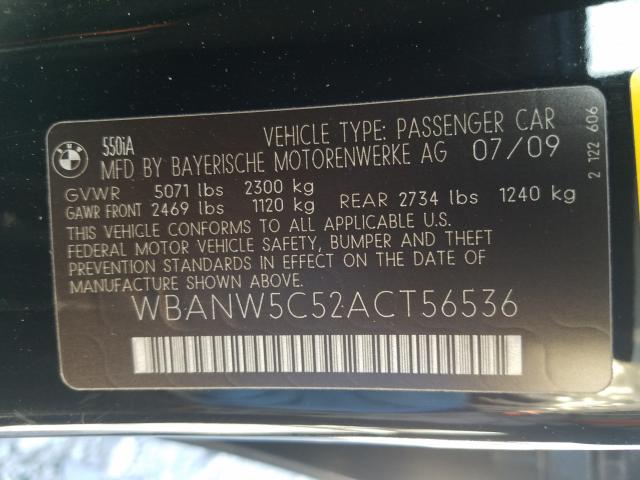 550iA
VEHICLE TYPE: PASSENGER CAR
MFD BY BAYERISCHE MOTORENWERKE AG 07/09
GVWR 5071 lbs 2300 kg
GAWR FRONT 2469 lbs 1120 kg REAR 2734 lbs 1240 kg
THIS VEHICLE CONFORMS TO ALL APPLICABLE U.S.
FEDERAL MOTOR VEHICLE SAFETY, BUMPER AND THEFT
PREVENTION STANDARDS IN EFFECT ON THE DATE OF
MANUFACTURE SHOWN ABOVE.
WBANW5C52ACT56536
2 122 606